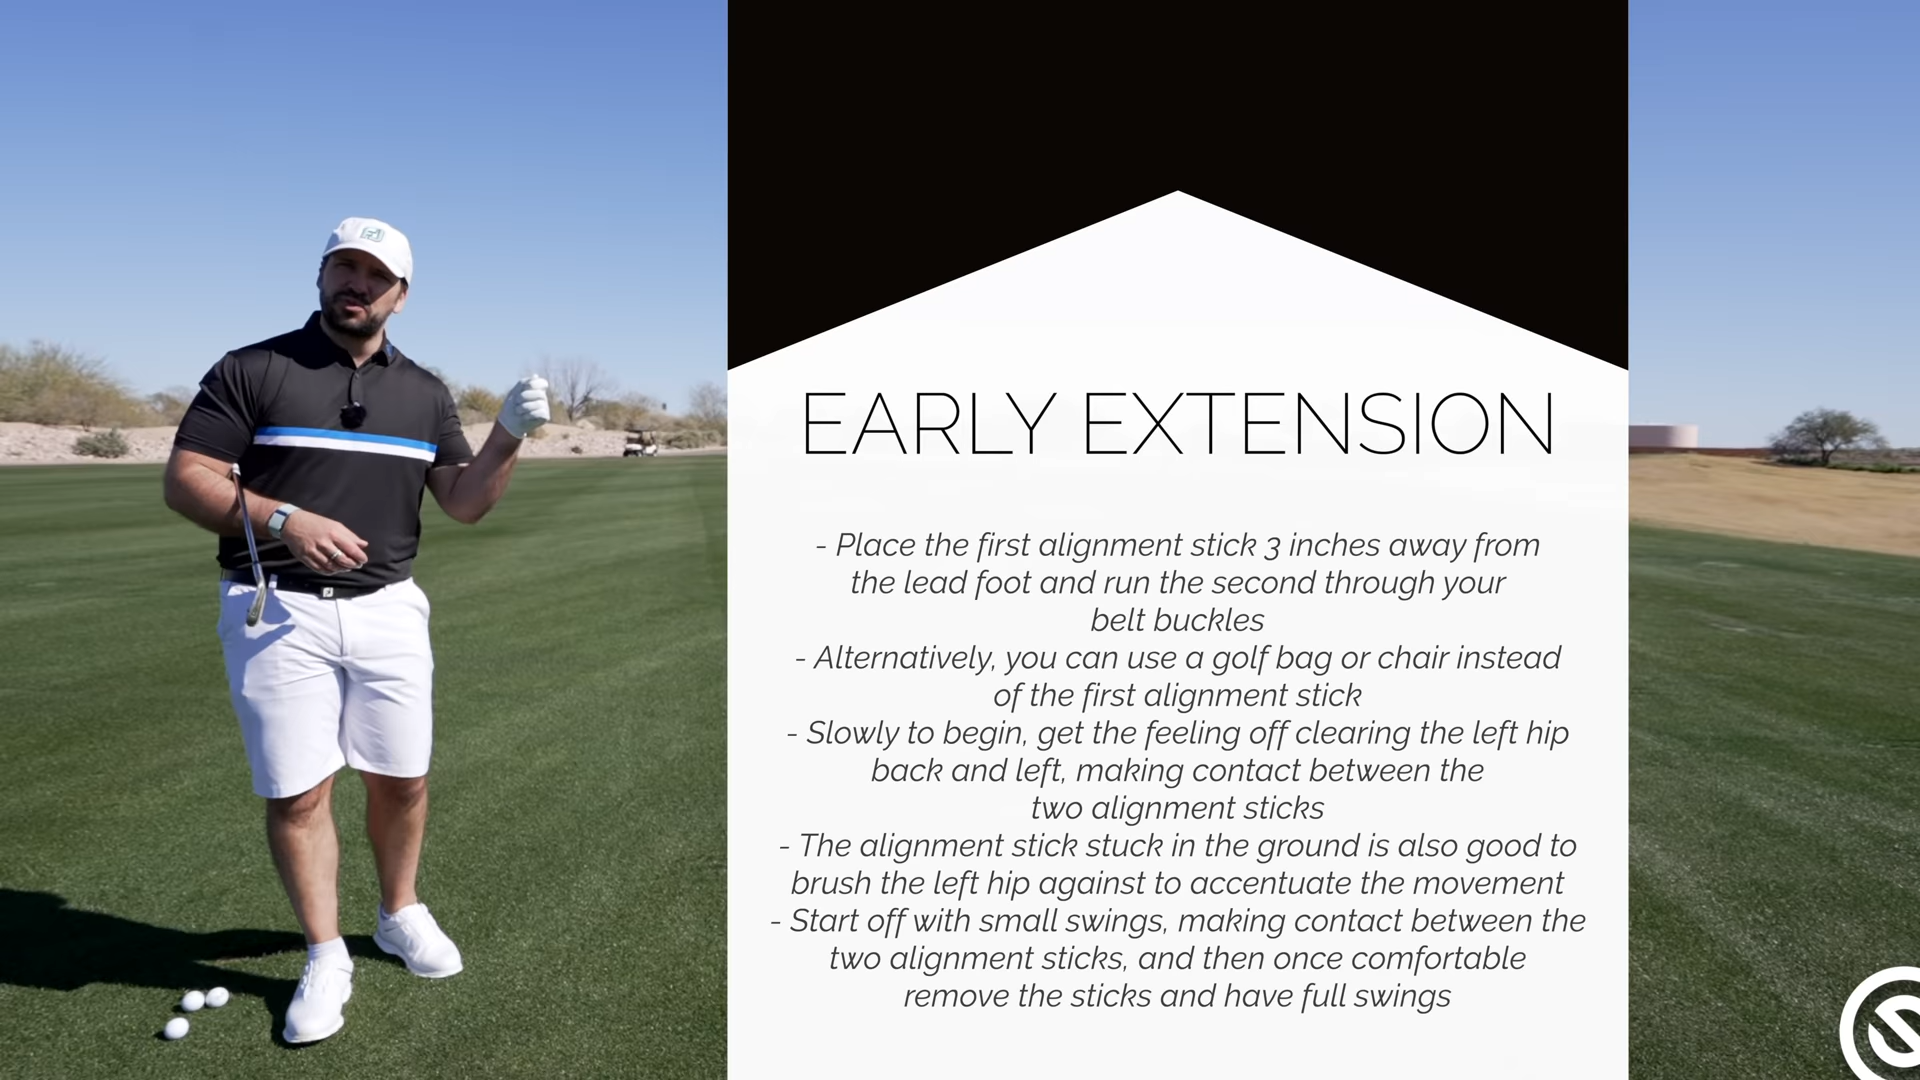 EARLY EXTENSION
- Place the first alignment stick 3 inches away from
the lead foot and run the second through your
belt buckles
- Alternatively, you can use a golf bag or chair instead
of the first alignment stick
- Slowly to begin, get the feeling off clearing the left hip
back and left, making contact between the
two alignment sticks
- The alignment stick stuck in the ground is also good to
brush the left hip against to accentuate the movement
- Start off with small swings, making contact between the
two alignment sticks, and then once comfortable
remove the sticks and have full swings